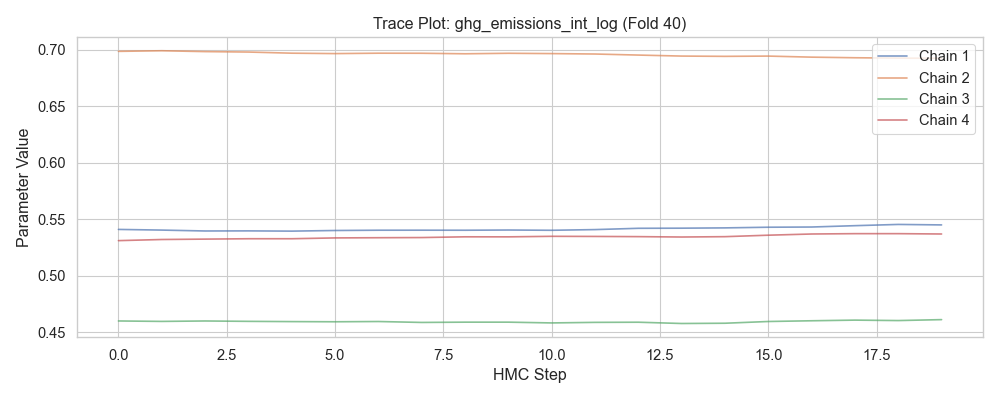 Trace Plot: ghg_emissions_int_log (Fold 40)
Parameter Value
0.70
0.65
0.60
0.55
0.50
0.45
Chain 1
Chain 2
Chain 3
Chain 4
0.0 2.5 5.0 7.5 10.0 12.5 15.0 17.5
HMC Step